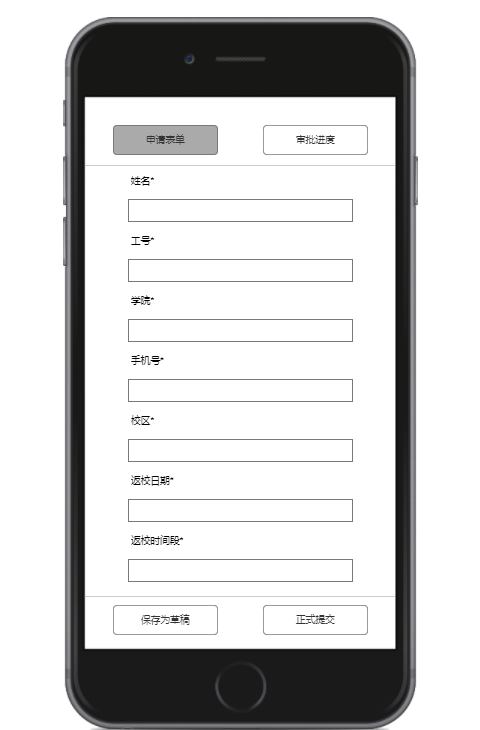 申请表单 审批进度
姓名*
工号*
学院*
手机号*
校区*
返校日期*
返校时间段*
保存为草稿 正式提交